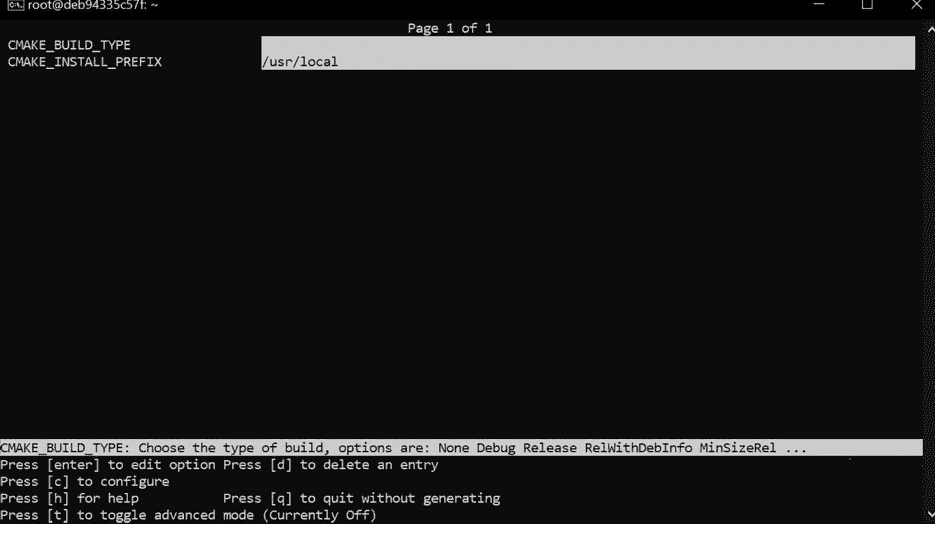 root@deb94335c57f: ~
Page 1 of 1
CMAKE_BUILD_TYPE
CMAKE_INSTALL_PREFIX /usr/local
CMAKE_BUILD_TYPE: Choose the type of build, options are: None Debug Release RelWithDebInfo MinSizeRel ...
Press [enter] to edit option Press [d] to delete an entry
Press [c] to configure
Press [h] for help Press [q] to quit without generating
Press [t] to toggle advanced mode (Currently Off)